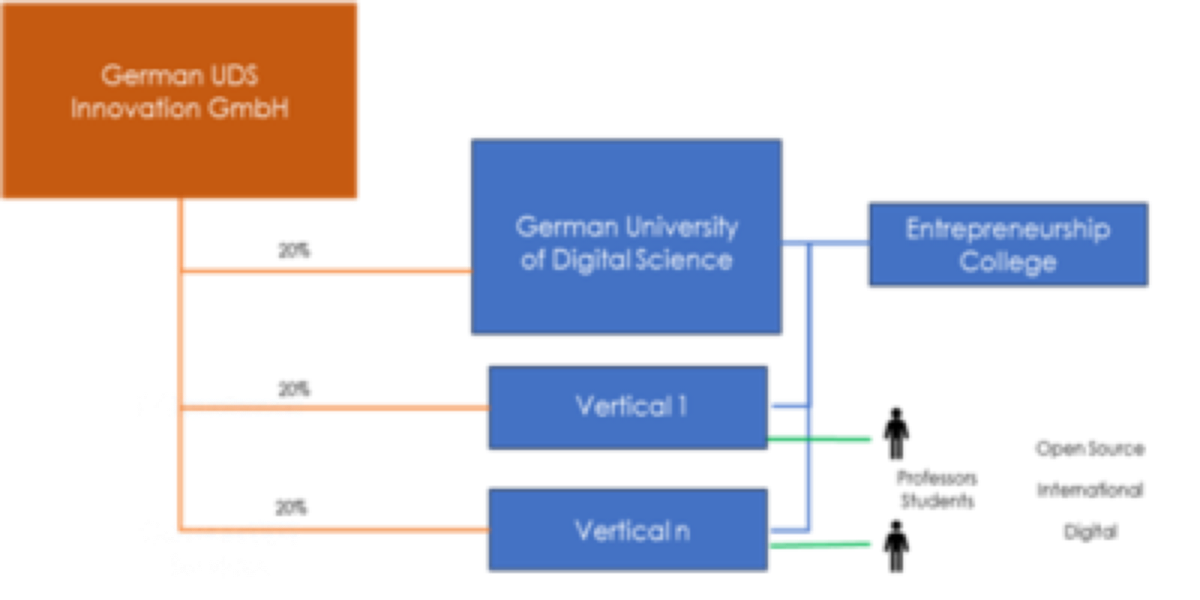 German UDS
Innovation GmbH
20%
German University
of Digital Science
Entrepreneurship
College
20%
Vertical 1
Open Source
Professors
Students
International
20%
Vertical n
Digital